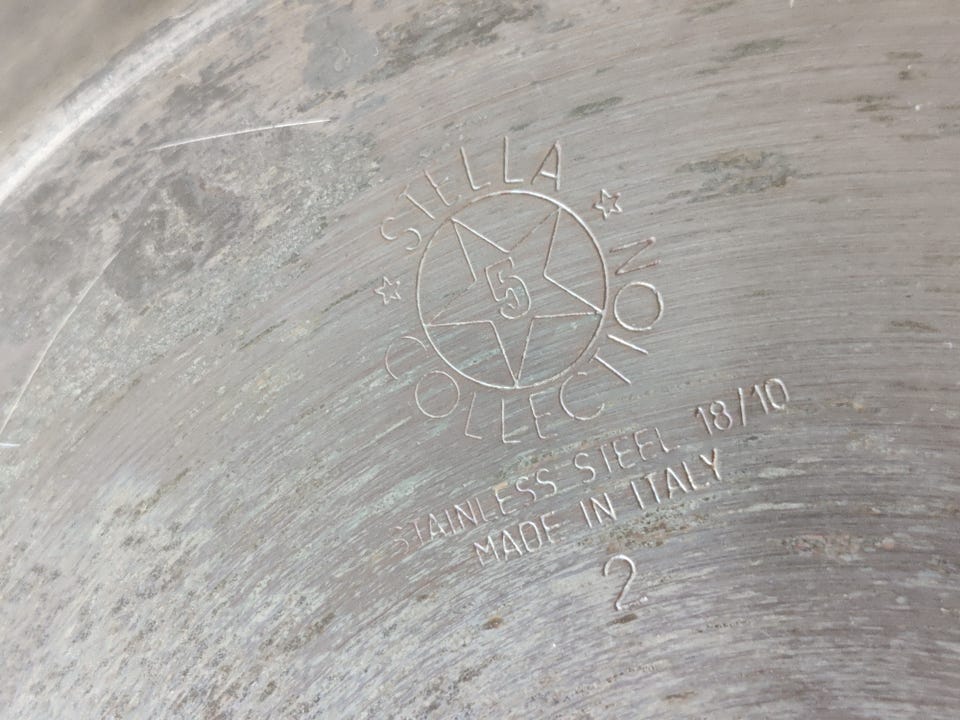 STELLA
COLLECTION
5
STAINLESS STEEL 18/10
MADE IN ITALY
2